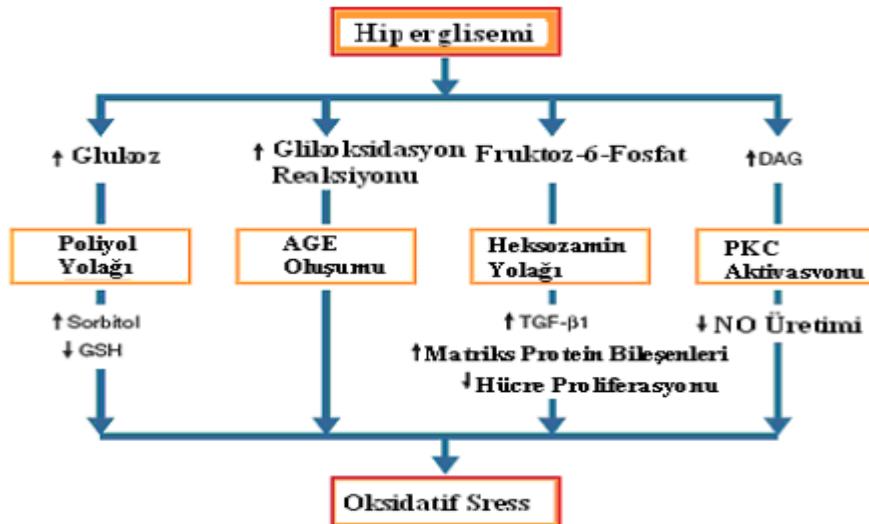 Hiperglisemi
↑ Glukoz
↑ Glikoksidasyon
Reaksiyonu
Fruktoz-6-Fosfat
↑DAG
Poliyol
Yolağı
AGE
Oluşumu
Heksozamin
Yolağı
PKC
Aktivasyonu
↑ Sorbitol
↓ GSH
↑ TGF-β1
↑Matriks Protein Bileşenleri
↓Hücre Proliferasyonu
↓ NO Üretimi
Oksidatif Sress